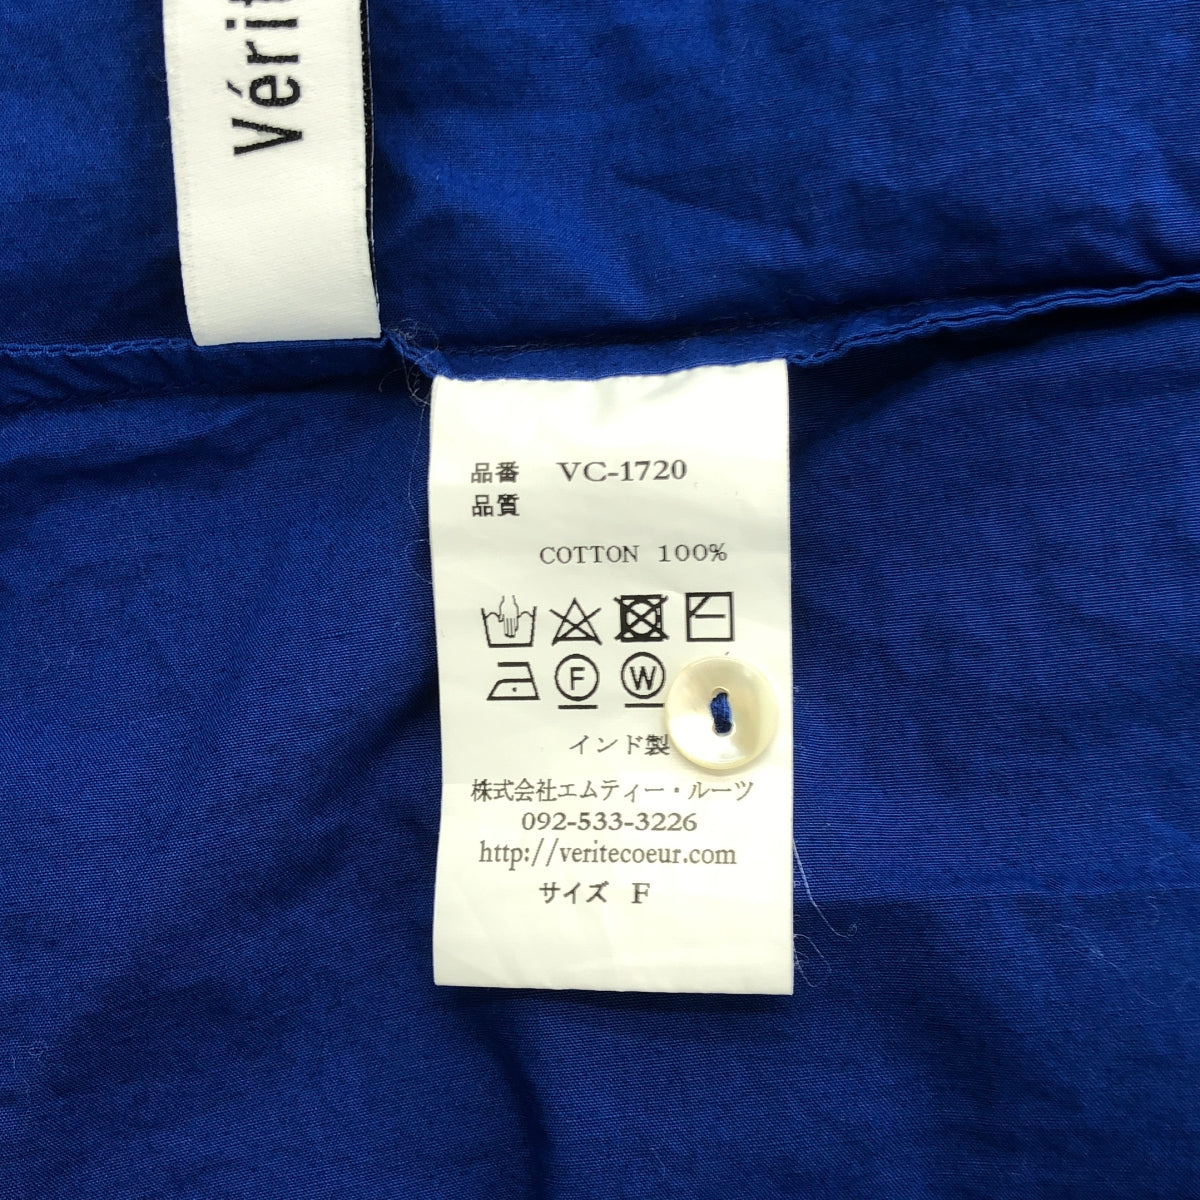 Vérit
品番 VC-1720
品質
COTTON 100%
F W
インド製
株式会社エムティー・ルーツ
092-533-3226
http://veritecoeur.com
サイズ F